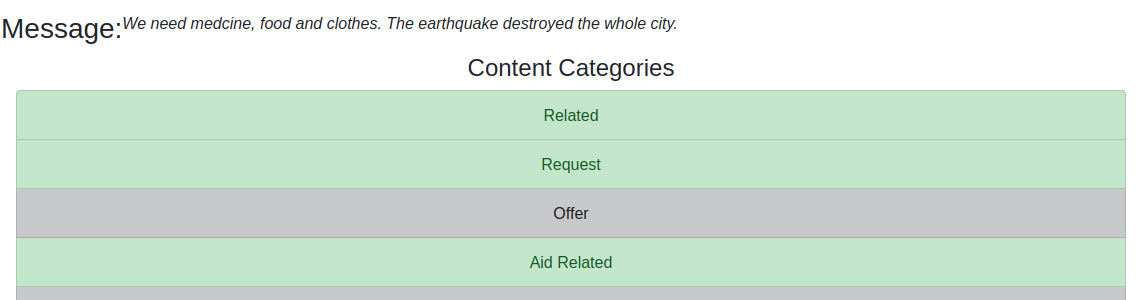 Message: We need medcine, food and clothes. The earthquake destroyed the whole city.
Content Categories
Related
Request
Offer
Aid Related